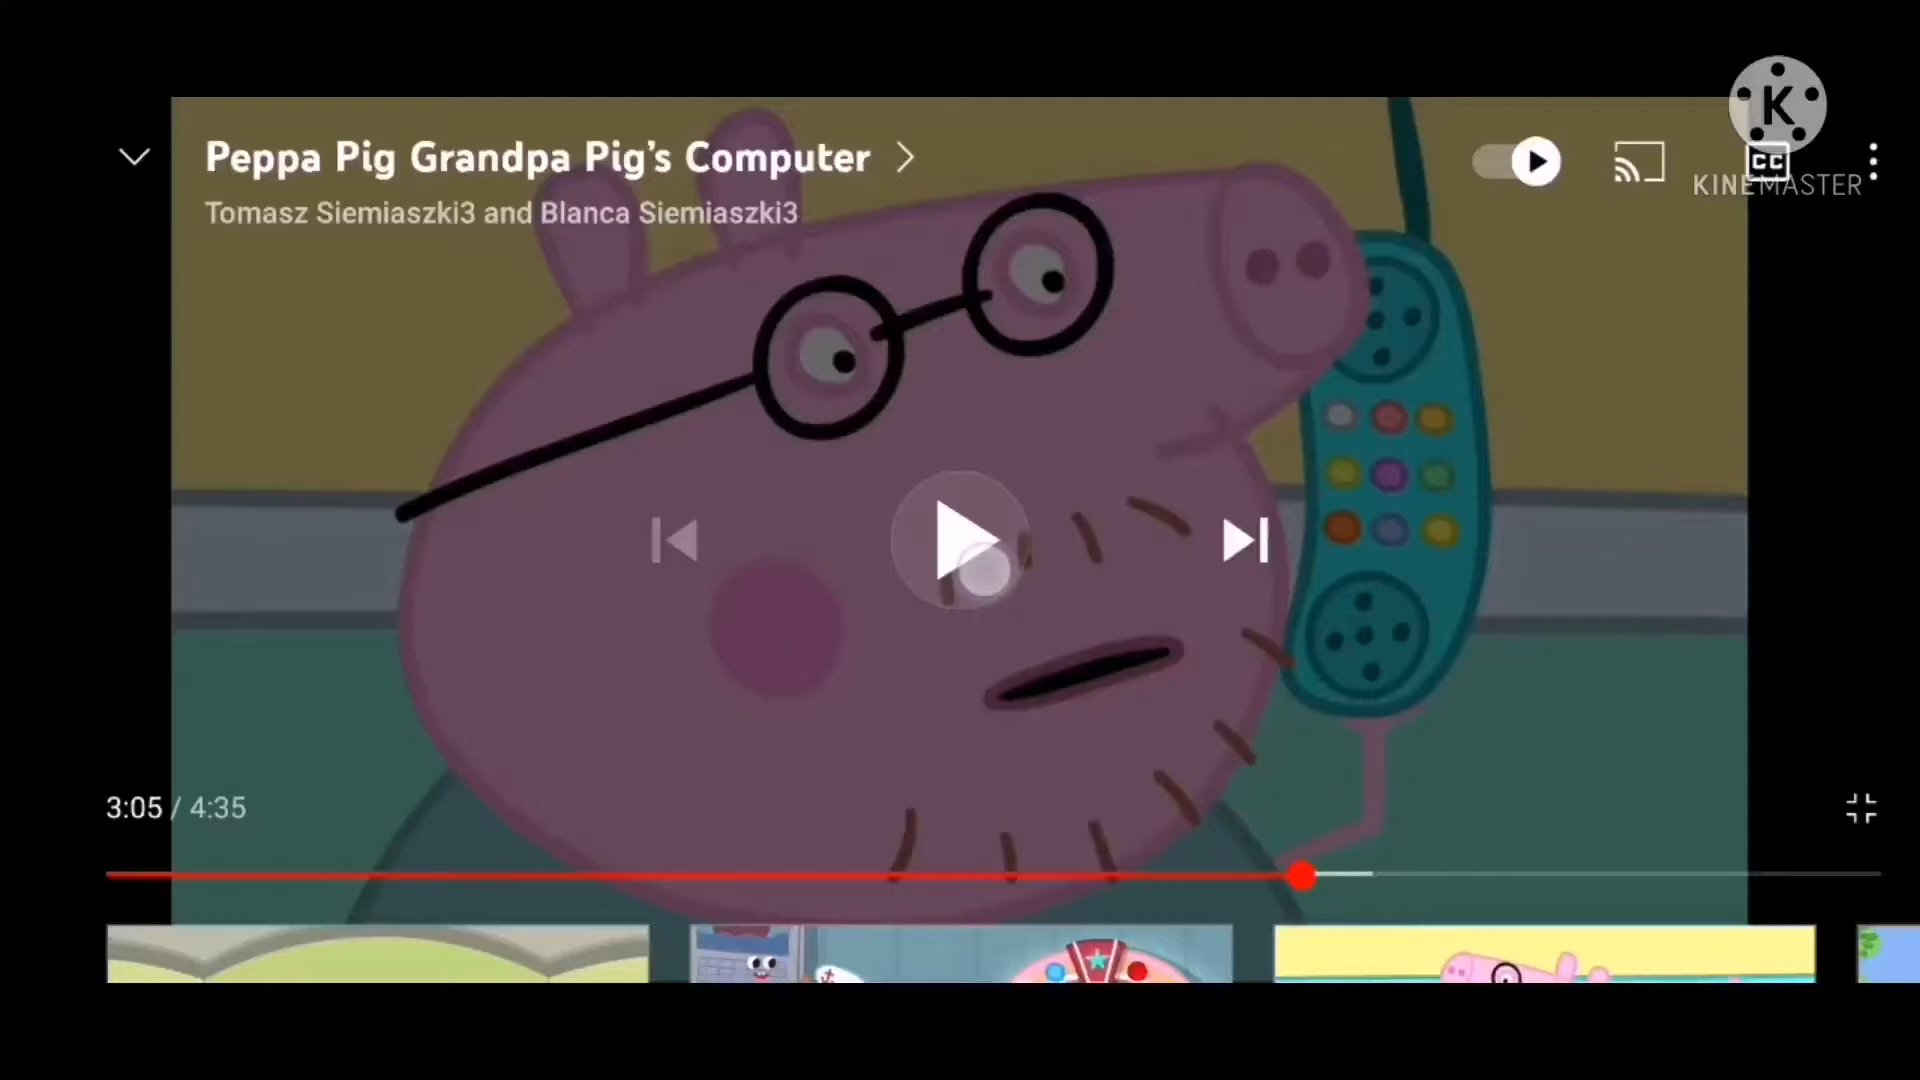 Peppa Pig Grandpa Pig's Computer
Tomasz Siemiaszki3 and Blanca Siemiaszki3
K
CC
KINEMASTER
3:05 / 4:35